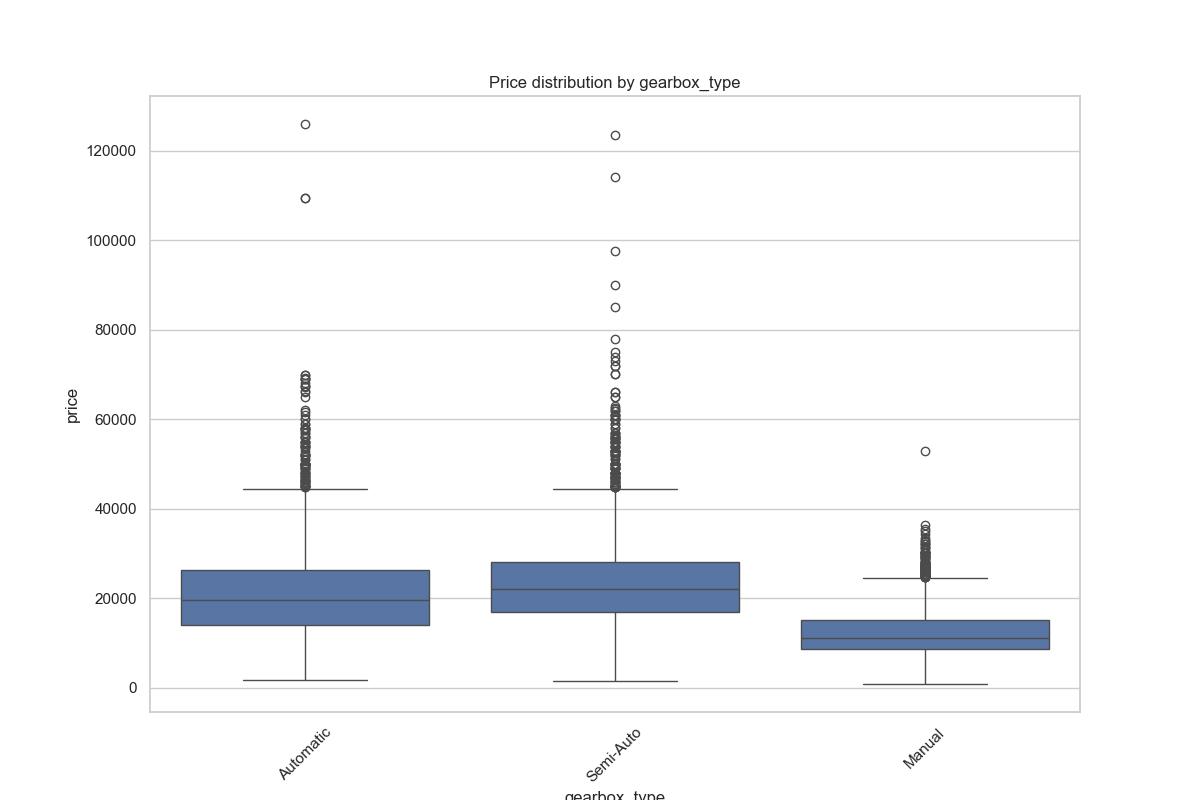 Price distribution by gearbox_type
120000
100000
80000
60000
40000
20000
0
price
Automatic
Semi-Auto
Manual
gearbox_type